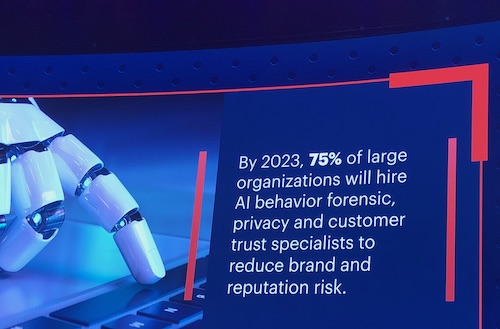 By 2023, 75% of large
organizations will hire
AI behavior forensic,
privacy and customer
trust specialists to
reduce brand and
reputation risk.